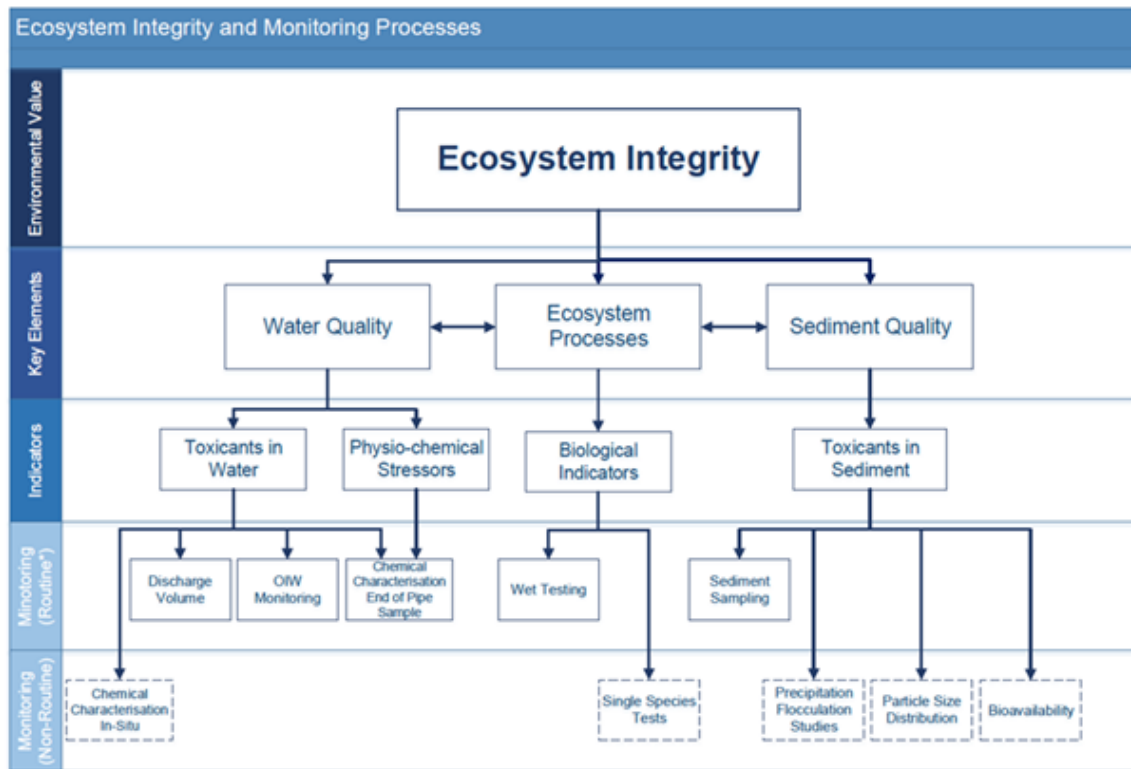 Ecosystem Integrity and Monitoring Processes
Environmental Value
Ecosystem Integrity
Key Elements
Water Quality
Ecosystem
Processes
Sediment Quality
Indicators
Toxicants in
Water
Physio-chemical
Stressors
Biological
Indicators
Toxicants in
Sediment
Minotoring
(Routine*)
Discharge
Volume
OIW
Monitoring
Chemical
Characterisation
End of Pipe
Sample
Wet Testing
Sediment
Sampling
Monitoring
(Non-Routine)
Chemical
Characterisation
In-Situ
Single Species
Tests
Precipitation
Flocculation
Studies
Particle Size
Distribution
Bioavailability